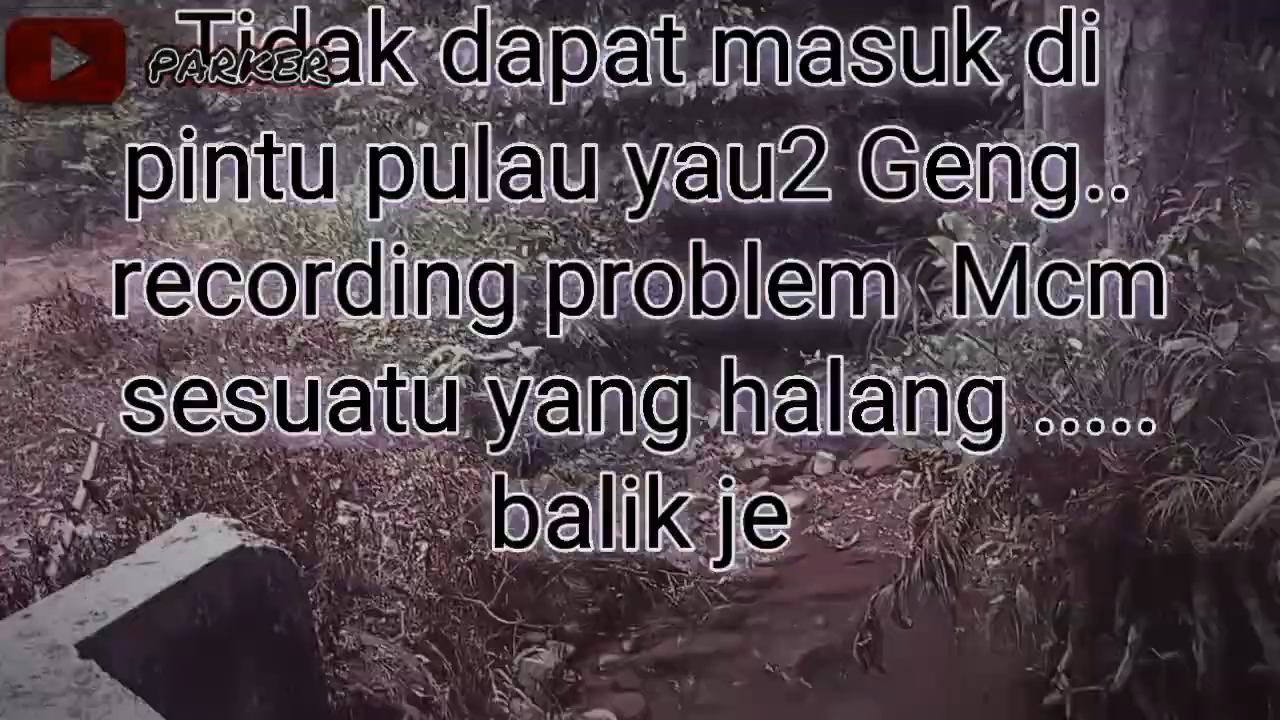 PARKER
Tidak dapat masuk di
pintu pulau yau2 Geng..
recording problem  Mcm
sesuatu yang halang .....
balik je